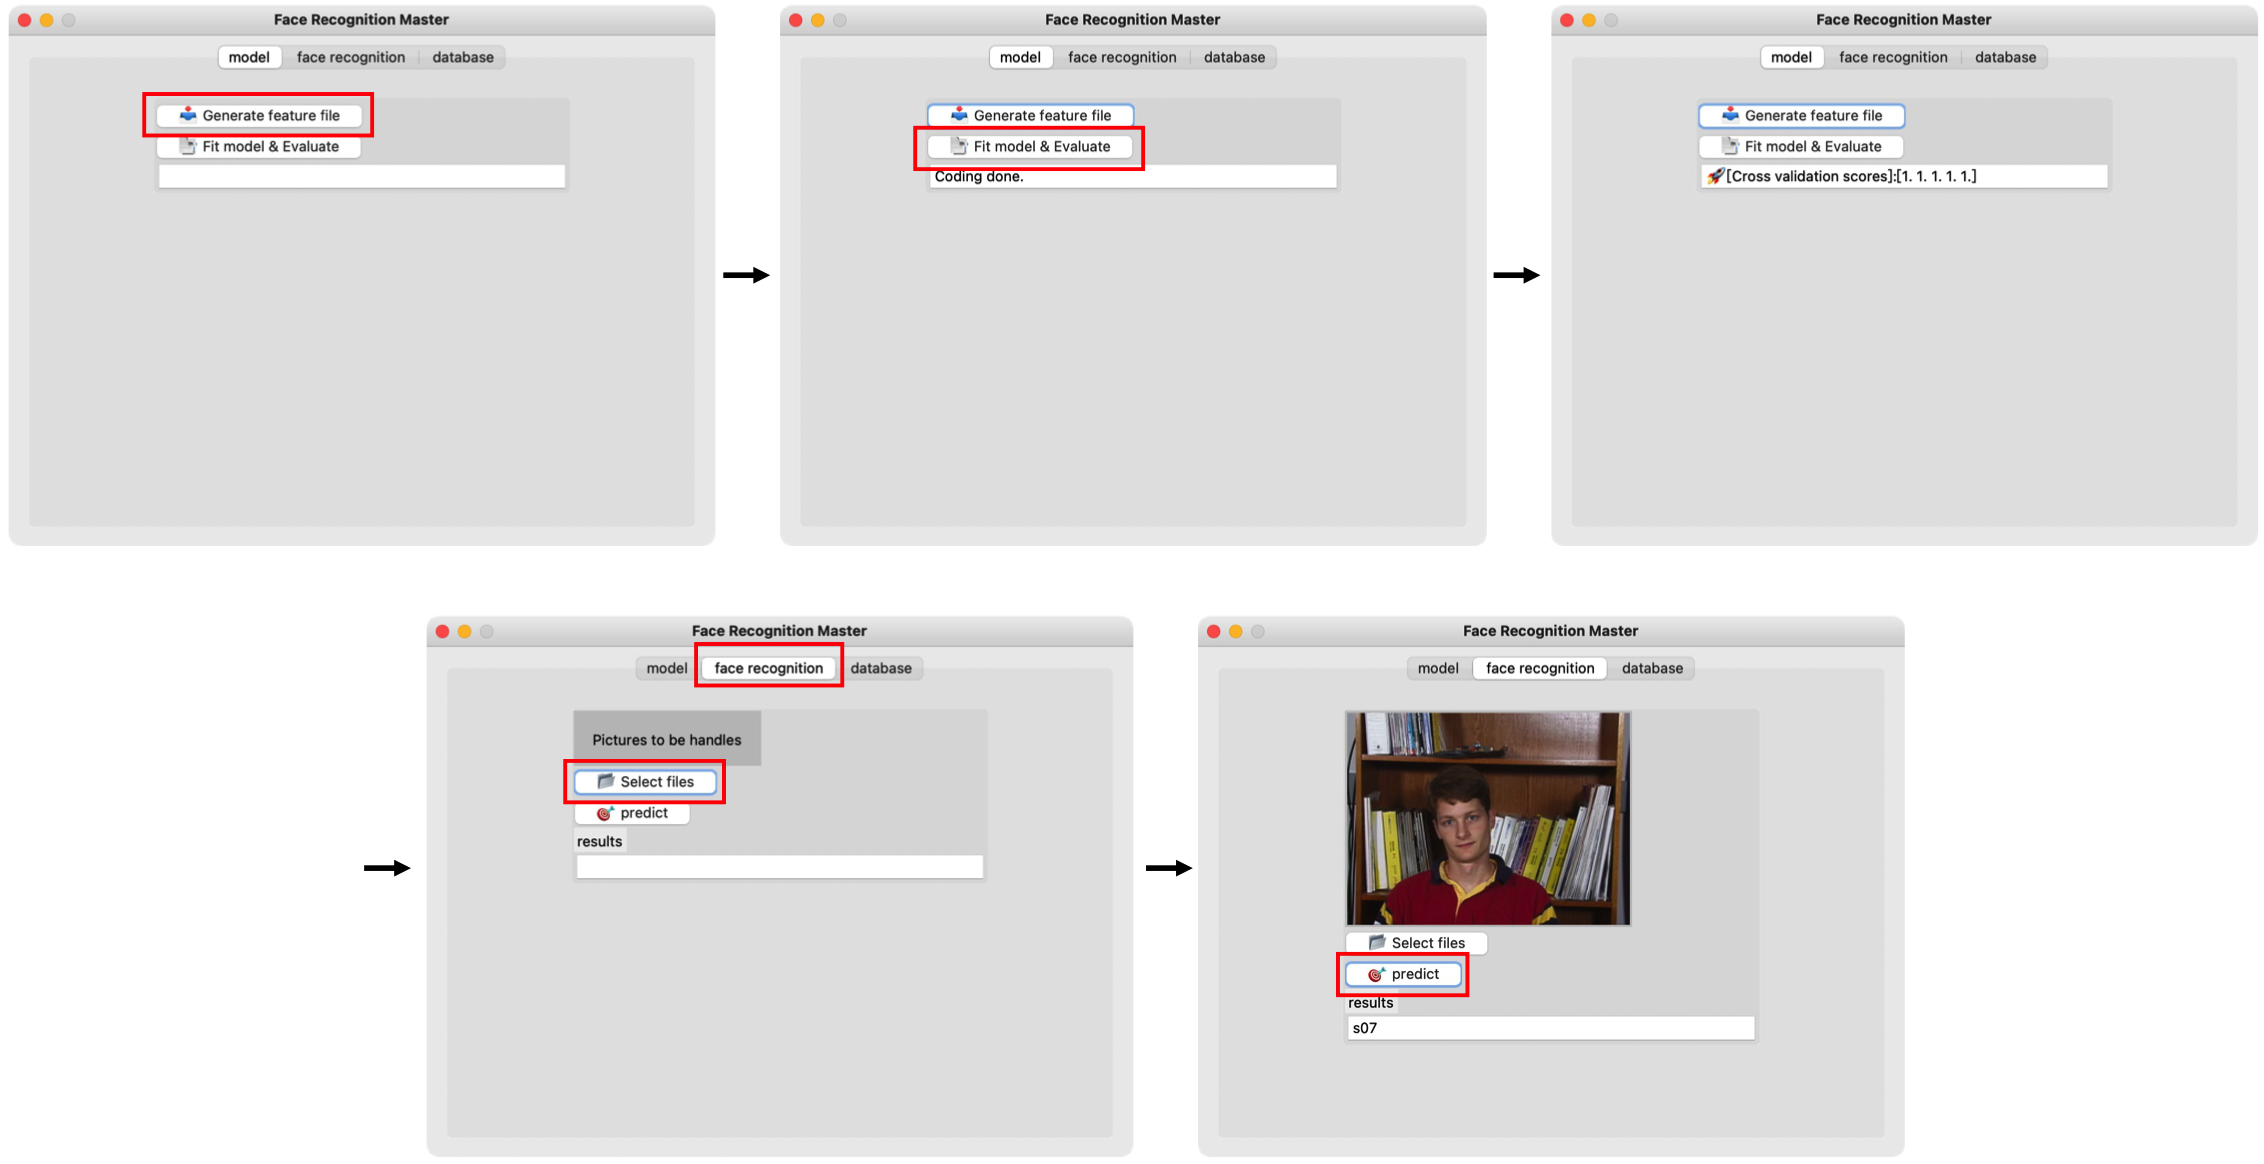 Face Recognition Master
model face recognition database
Generate feature file
Fit model & Evaluate
Face Recognition Master
model face recognition database
Generate feature file
Fit model & Evaluate
Coding done.
Face Recognition Master
model face recognition database
Generate feature file
Fit model & Evaluate
🚀[Cross validation scores]:[1. 1. 1. 1. 1.]
Face Recognition Master
model face recognition database
Pictures to be handles
Select files
predict
results
Face Recognition Master
model face recognition database
Select files
predict
results
s07